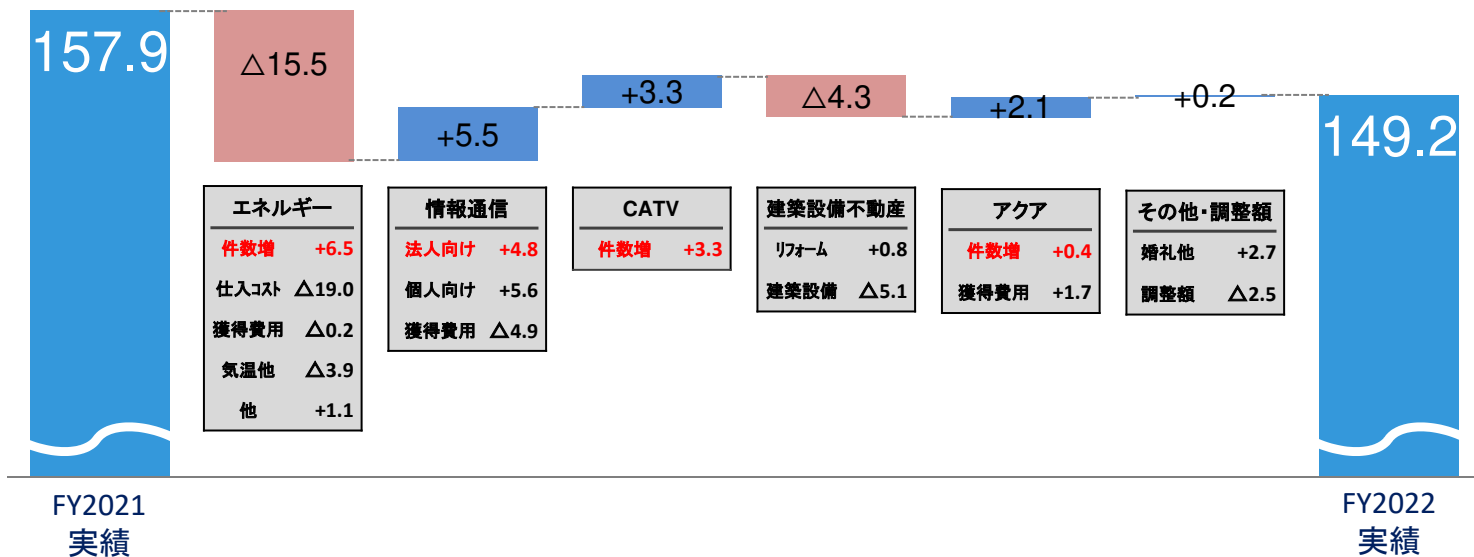 157.9
△15.5
+5.5
+3.3
△4.3
+2.1
+0.2
149.2
エネルギー
件数増 +6.5
仕入コスト △19.0
獲得費用 △0.2
気温他 △3.9
他 +1.1
情報通信
法人向け +4.8
個人向け +5.6
獲得費用 △4.9
CATV
件数増 +3.3
建築設備不動産
リフォーム +0.8
建築設備 △5.1
アクア
件数増 +0.4
獲得費用 +1.7
その他・調整額
婚礼他 +2.7
調整額 △2.5
FY2021
実績
FY2022
実績